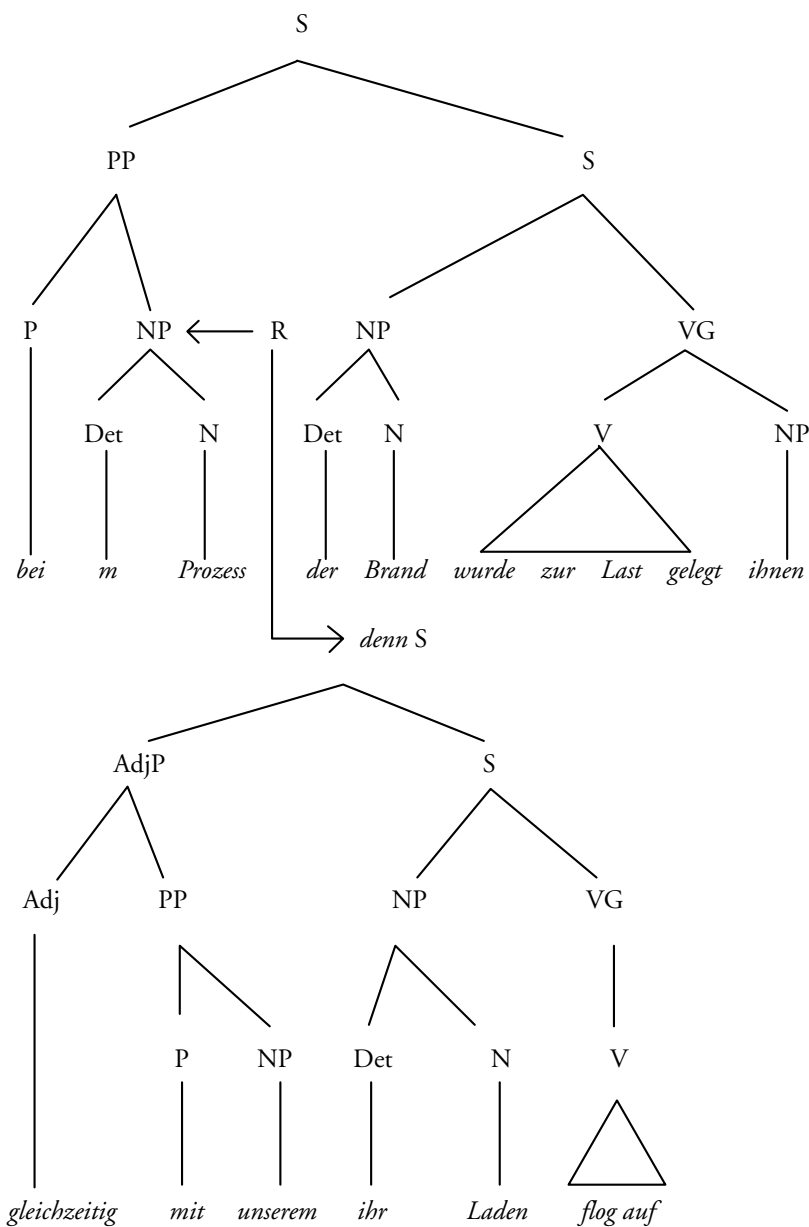 S
PP S
P NP R NP VG
Det N Det N V NP
bei m Prozess der Brand wurde zur Last gelegt ihnen
denn S
AdjP S
Adj PP NP VG
P NP Det N V
gleichzeitig mit unserem ihr Laden flog auf